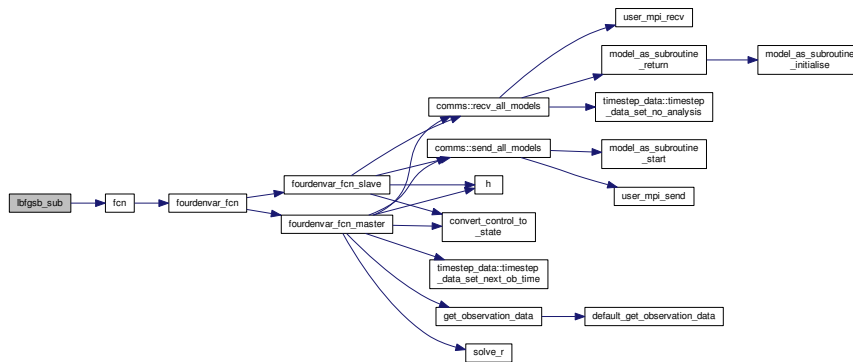 lbfgsb_sub
fcn
fourdenvar_fcn
fourdenvar_fcn_slave
fourdenvar_fcn_master
comms::recv_all_models
comms::send_all_models
h
convert_control_to
_state
timestep_data::timestep
_data_set_next_ob_time
get_observation_data
solve_r
user_mpi_recv
model_as_subroutine
_return
timestep_data::timestep
_data_set_no_analysis
model_as_subroutine
_start
user_mpi_send
default_get_observation_data
model_as_subroutine
_initialise